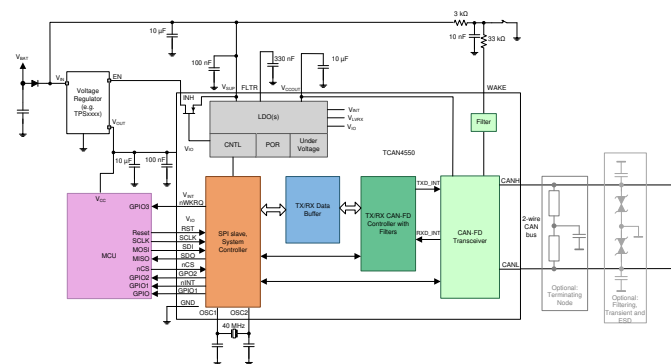 3 kΩ
10 µF
10 nF
33 kΩ
100 nF
330 nF
10 µF
VBAT
VIN
EN
Voltage
Regulator
(e.g.
TPSxxxx)
VOUT
INH
VSUP
FLTR
VCCOUT
WAKE
LDO(s)
VINT
VLVRX
VIO
Filter
VIO
CNTL
POR
Under
Voltage
TCAN4550
10 µF
100 nF
VCC
MCU
GPIO3
Reset
SCLK
MOSI
MISO
nCS
GPIO2
GPIO1
GPIO
VINT
nWKRQ
VIO
RST
SCLK
SDI
SDO
nCS
GPO2
nINT
GPIO1
GND
OSC1
OSC2
40 MHz
SPI slave,
System
Controller
TX/RX Data
Buffer
TX/RX CAN-FD
Controller with
Filters
TXD_INT
RXD_INT
CAN-FD
Transceiver
CANH
CANL
2-wire
CAN
bus
Optional:
Terminating
Node
Optional:
Filtering,
Transient and
ESD